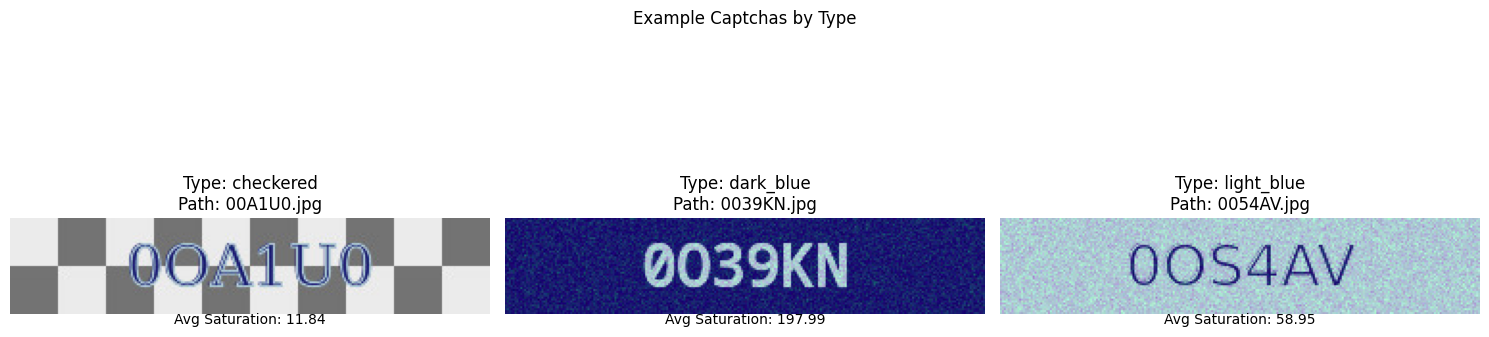 Example Captchas by Type
Type: checkered
Path: 00A1U0.jpg
0OA1U0
Avg Saturation: 11.84
Type: dark_blue
Path: 0039KN.jpg
0O39KN
Avg Saturation: 197.99
Type: light_blue
Path: 0054AV.jpg
0OS4AV
Avg Saturation: 58.95